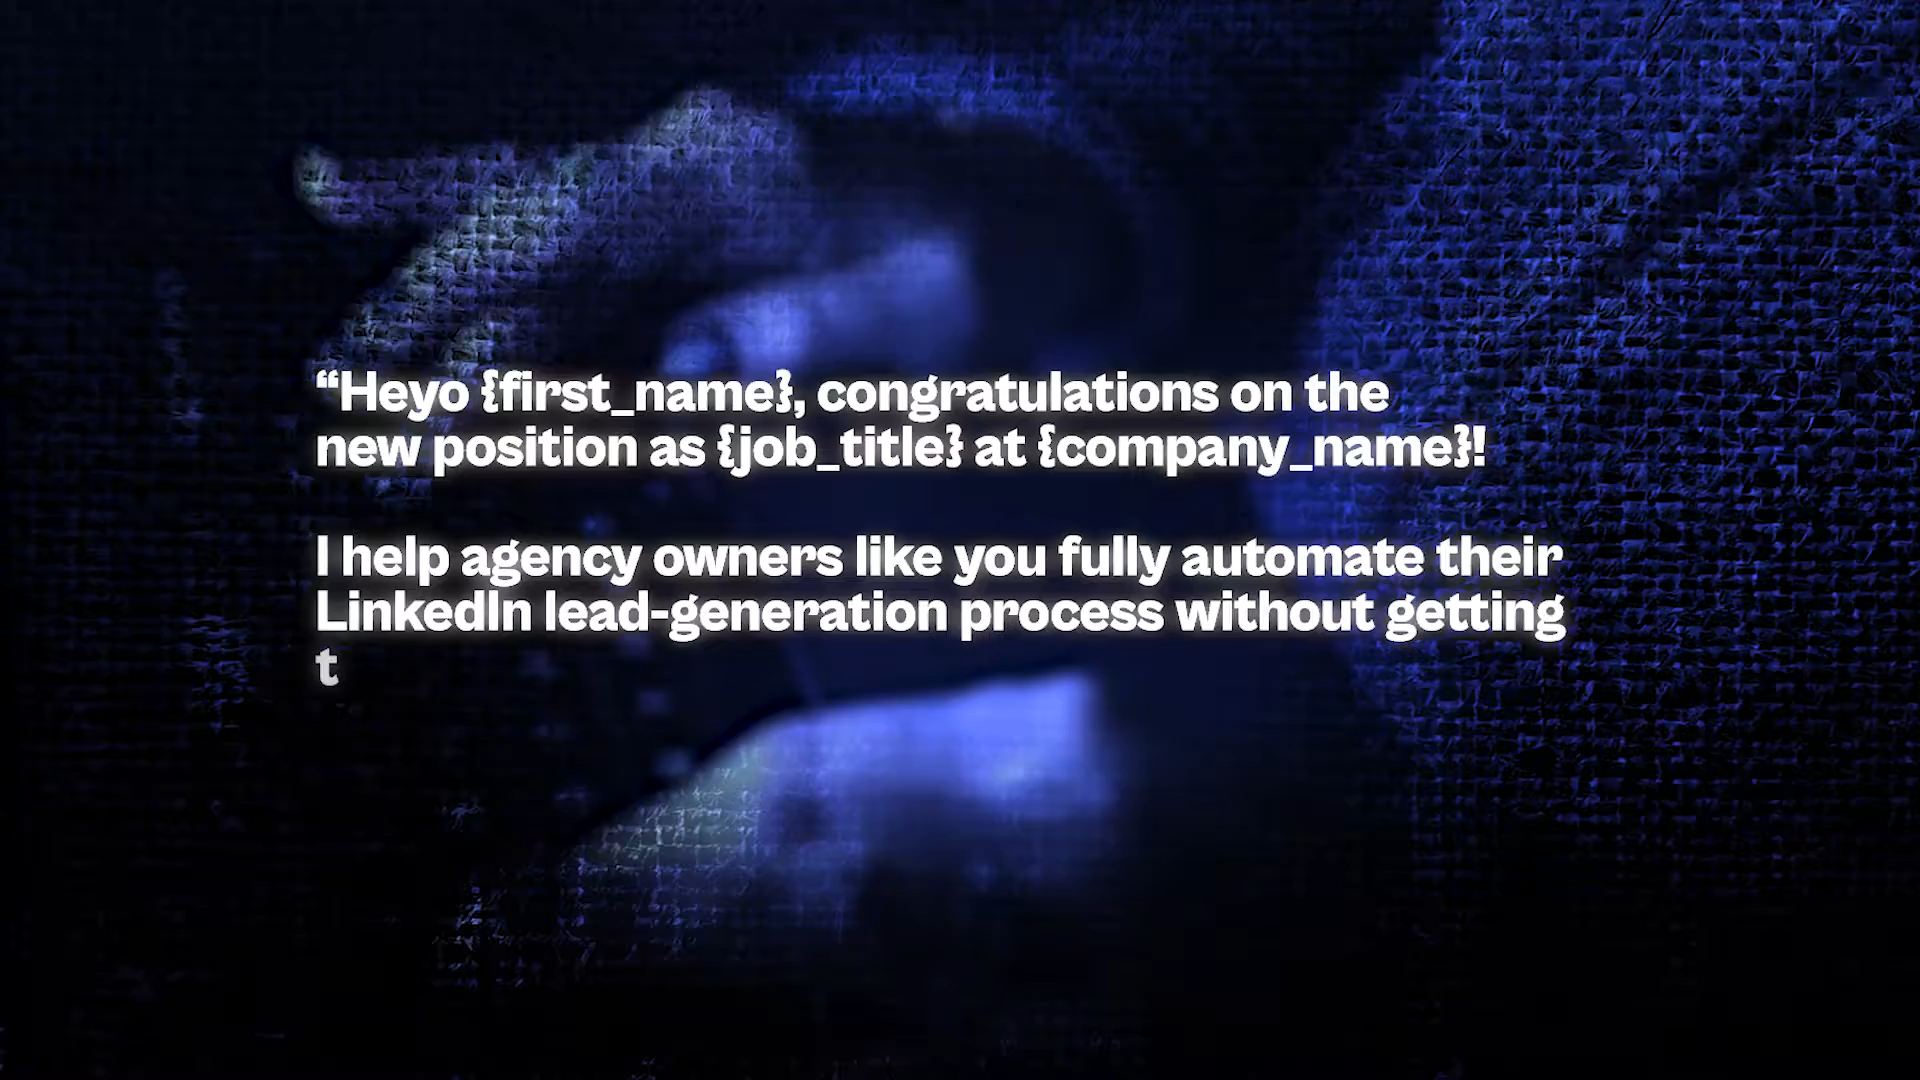 “Heyo {first_name}, congratulations on the
new position as {job_title} at {company_name}!
I help agency owners like you fully automate their
LinkedIn lead-generation process without getting
t